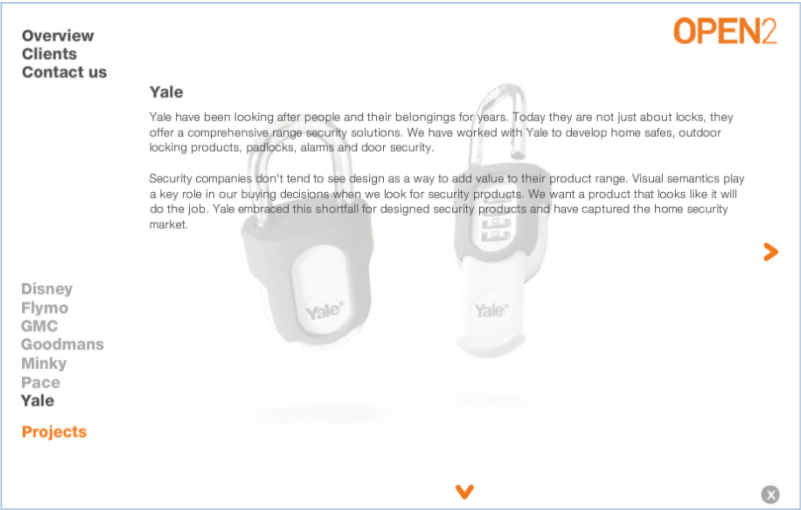 OPEN2
Overview
Clients
Contact us
Yale
Yale have been looking after people and their belongings for years. Today they are not just about locks, they
offer a comprehensive range security solutions. We have worked with Yale to develop home safes, outdoor
locking products, padlocks, alarms and door security.
Security companies don't tend to see design as a way to add value to their product range. Visual semantics play
a key role in our buying decisions when we look for security products. We want a product that looks like it will
do the job. Yale embraced this shortfall for designed security products and have captured the home security
market.
Yale
Yale
Disney
Flymo
GMC
Goodmans
Minky
Pace
Yale
Projects
X